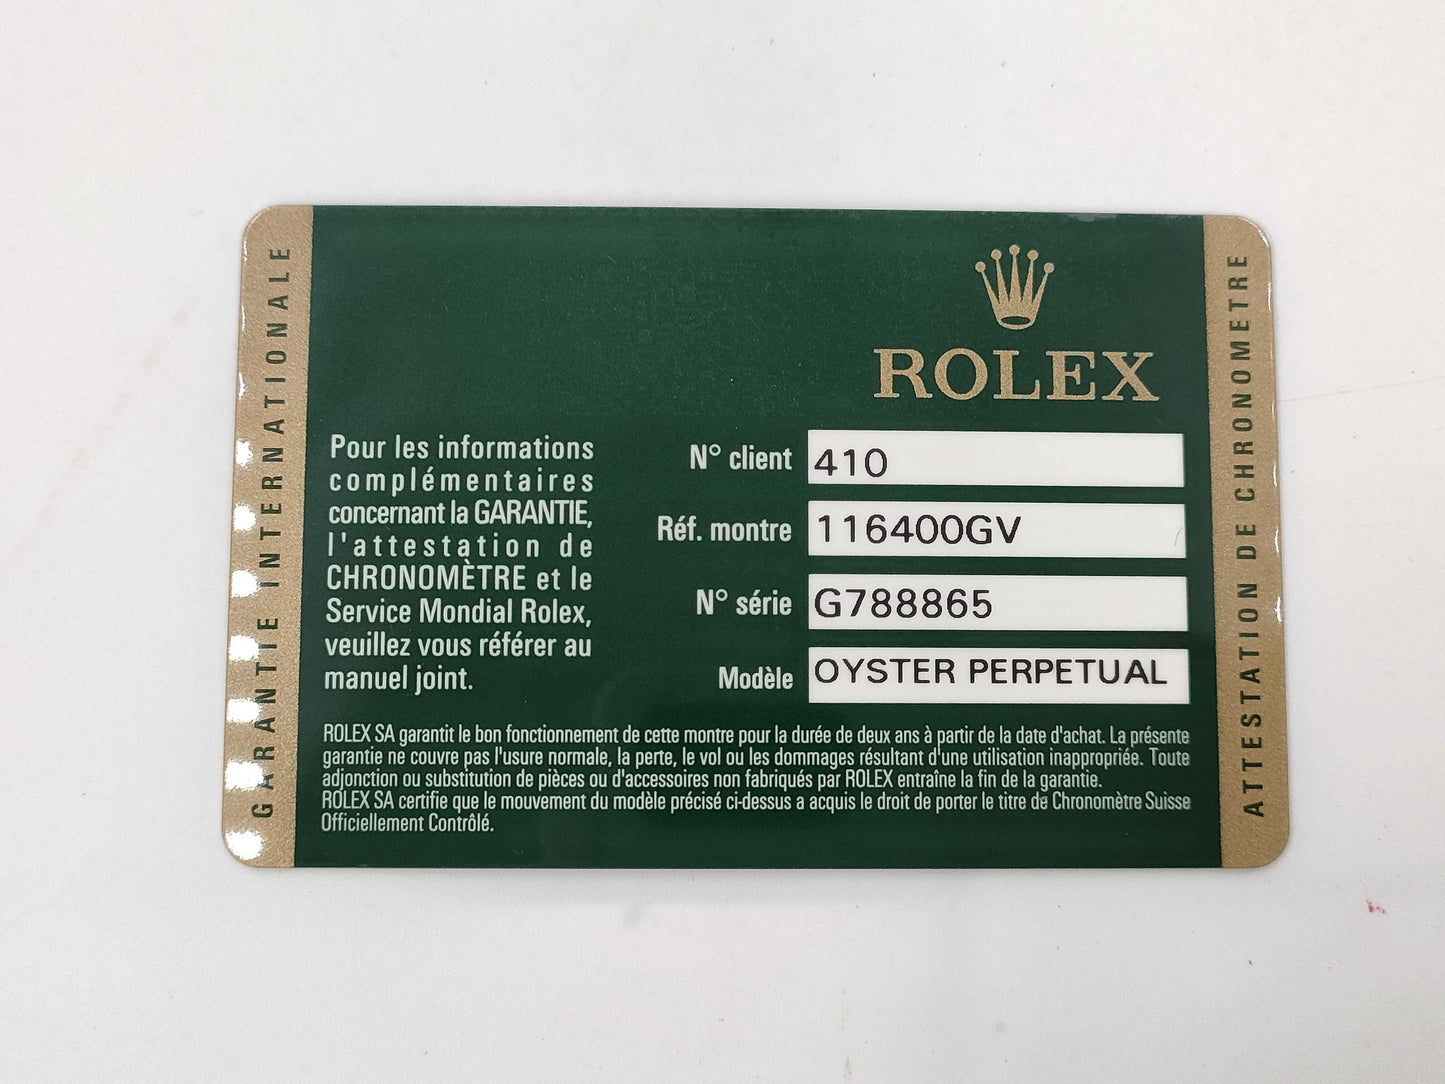 GARANTIE INTERNATIONALE
ROLEX
Pour les informations
complémentaires
concernant la GARANTIE,
l'attestation de
CHRONOMÈTRE et le
Service Mondial Rolex,
veuillez vous référer au
manuel joint.
N° client 410
Réf. montre 116400GV
N° série G788865
Modèle OYSTER PERPETUAL
ROLEX SA garantit le bon fonctionnement de cette montre pour la durée de deux ans à partir de la date d'achat. La présente
garantie ne couvre pas l'usure normale, la perte, le vol ou les dommages résultant d'une utilisation inappropriée. Toute
adjonction ou substitution de pièces ou d'accessoires non fabriqués par ROLEX entraîne la fin de la garantie.
ROLEX SA certifie que le mouvement du modèle précisé ci-dessus a acquis le droit de porter le titre de Chronomètre Suisse
Officiellement Contrôlé.
ATTESTATION DE CHRONOMETRE